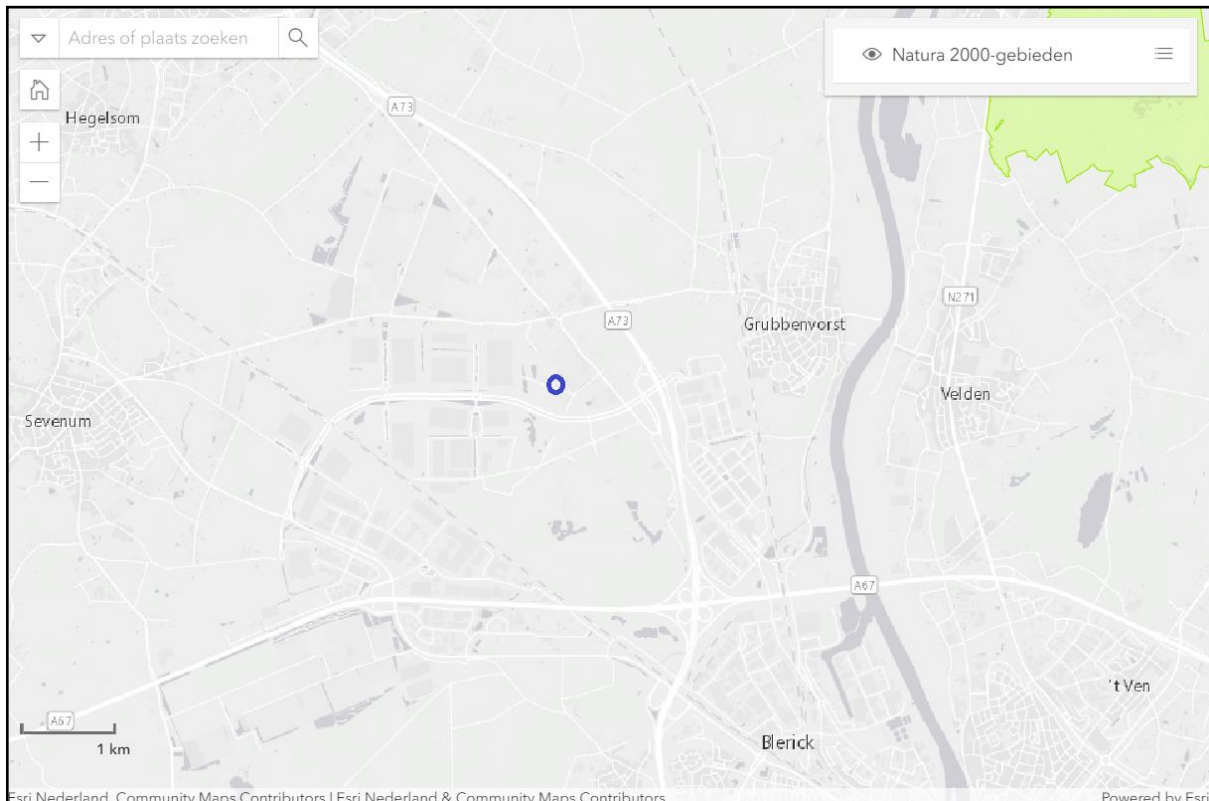 Adres of plaats zoeken
Natura 2000-gebieden
A73
Hegelsom
N271
A73
Grubbenvorst
Velden
Sevenum
A67
't Ven
A67
1 km
Blerick
Esri Nederland, Community Maps Contributors | Esri Nederland & Community Maps Contributors
Powered by Esri